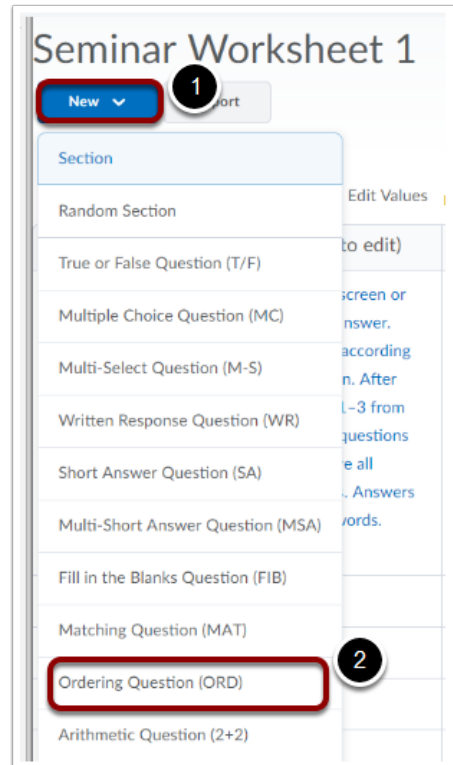 Seminar Worksheet 1
New
1
port
Section
Edit Values
Random Section
to edit)
True or False Question (T/F)
screen or
Multiple Choice Question (MC)
nswer.
according
Multi-Select Question (M-S)
n. After
1–3 from
Written Response Question (WR)
questions
re all
Short Answer Question (SA)
s. Answers
Multi-Short Answer Question (MSA)
words.
Fill in the Blanks Question (FIB)
Matching Question (MAT)
2
Ordering Question (ORD)
Arithmetic Question (2+2)